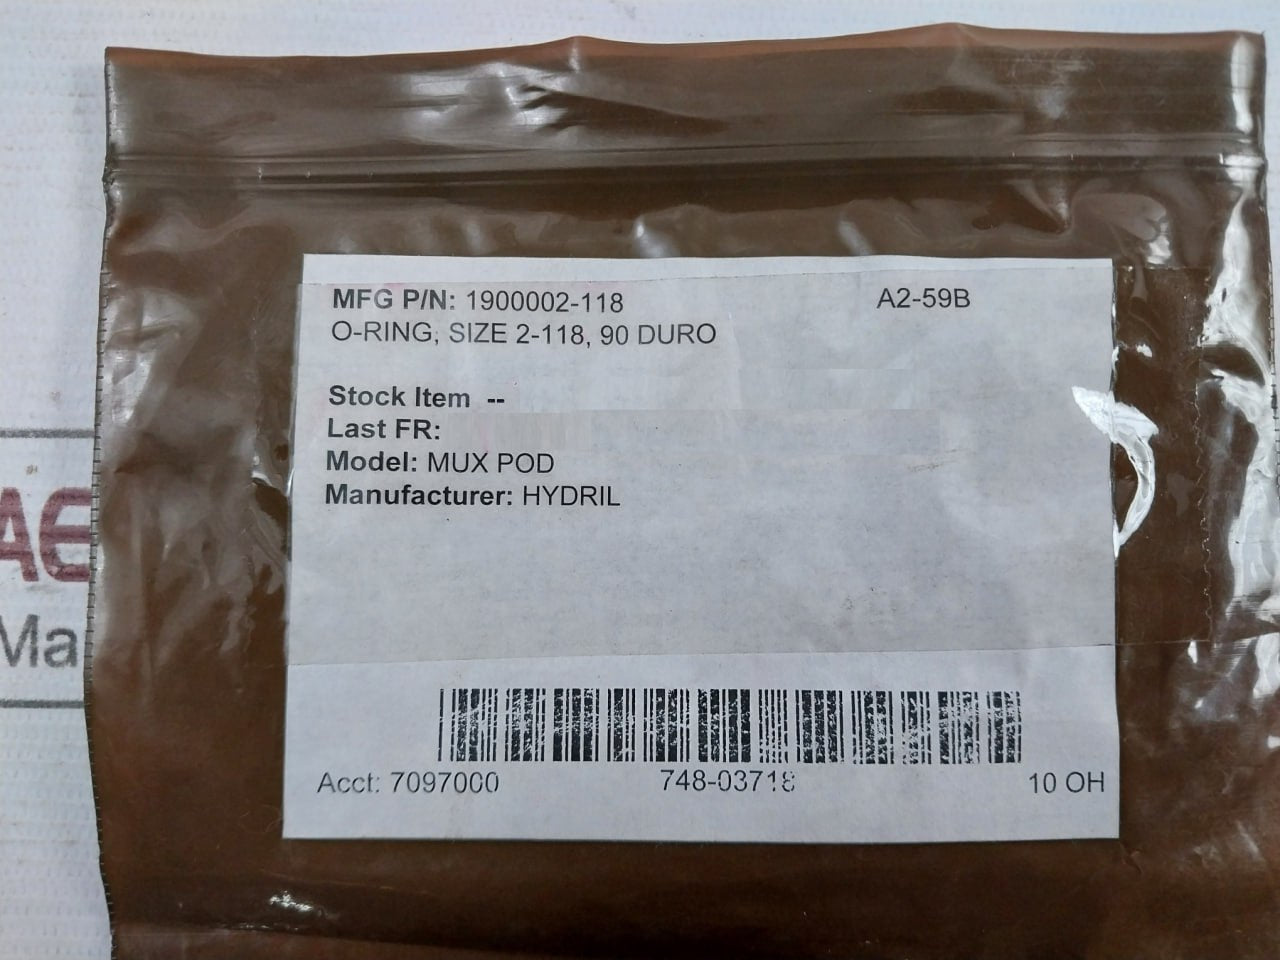 MFG P/N: 1900002-118 A2-59B
O-RING, SIZE 2-118, 90 DURO
Stock Item --
Last FR:
Model: MUX POD
Manufacturer: HYDRIL
AE
Ma
Acct: 7097000 748-03718 10 OH